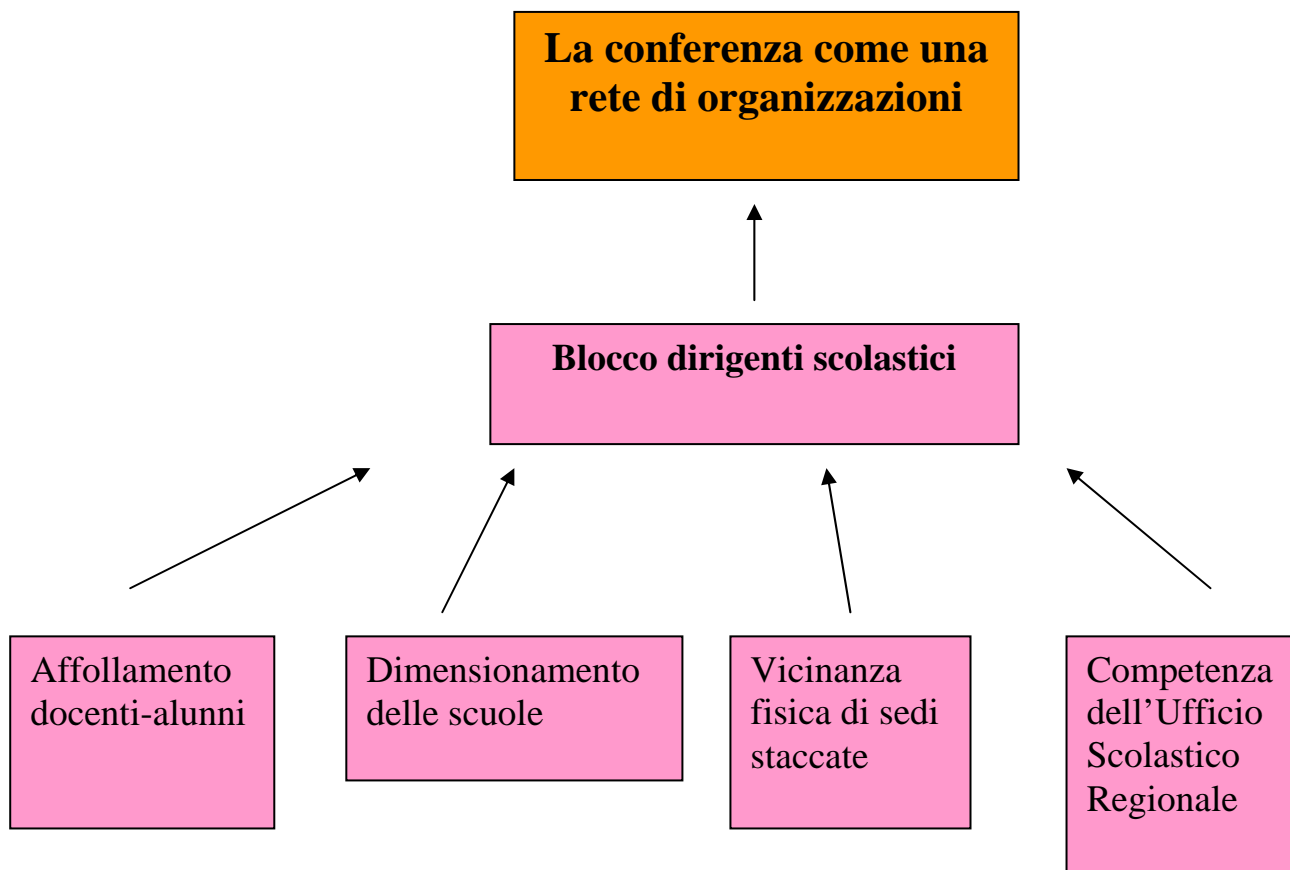 La conferenza come una
rete di organizzazioni
Blocco dirigenti scolastici
Affollamento
docenti-alunni
Dimensionamento
delle scuole
Vicinanza
fisica di sedi
staccate
Competenza
dell’Ufficio
Scolastico
Regionale